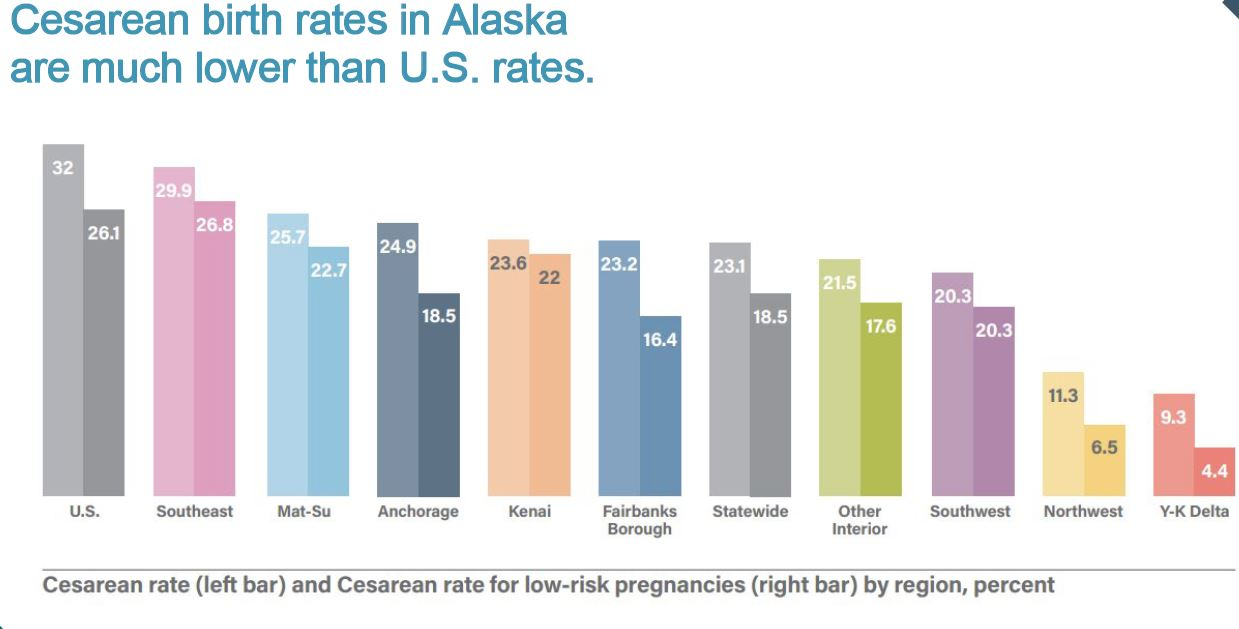 Cesarean birth rates in Alaska
are much lower than U.S. rates.
32
26.1
29.9
26.8
25.7
22.7
24.9
18.5
23.6
22
23.2
16.4
23.1
18.5
21.5
17.6
20.3
20.3
11.3
6.5
9.3
4.4
U.S.
Southeast
Mat-Su
Anchorage
Kenai
Fairbanks
Borough
Statewide
Other
Interior
Southwest
Northwest
Y-K Delta
Cesarean rate (left bar) and Cesarean rate for low-risk pregnancies (right bar) by region, percent